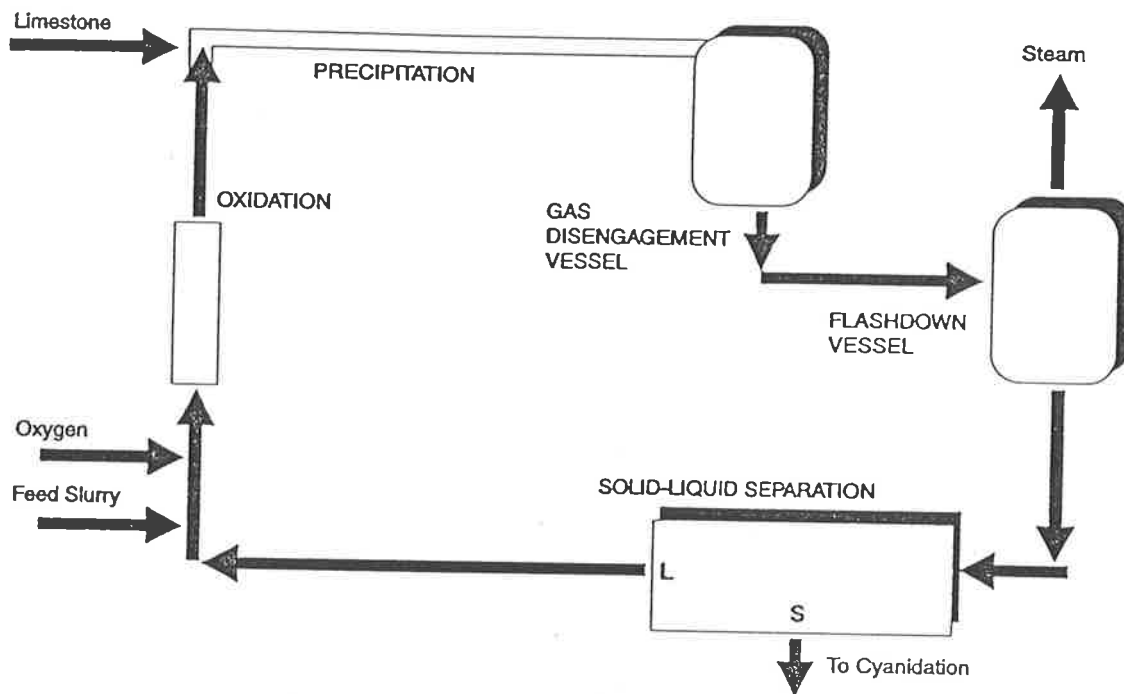 Limestone
PRECIPITATION
Steam
OXIDATION
GAS
DISENGAGEMENT
VESSEL
FLASHDOWN
VESSEL
Oxygen
Feed Slurry
SOLID-LIQUID SEPARATION
L
S
To Cyanidation